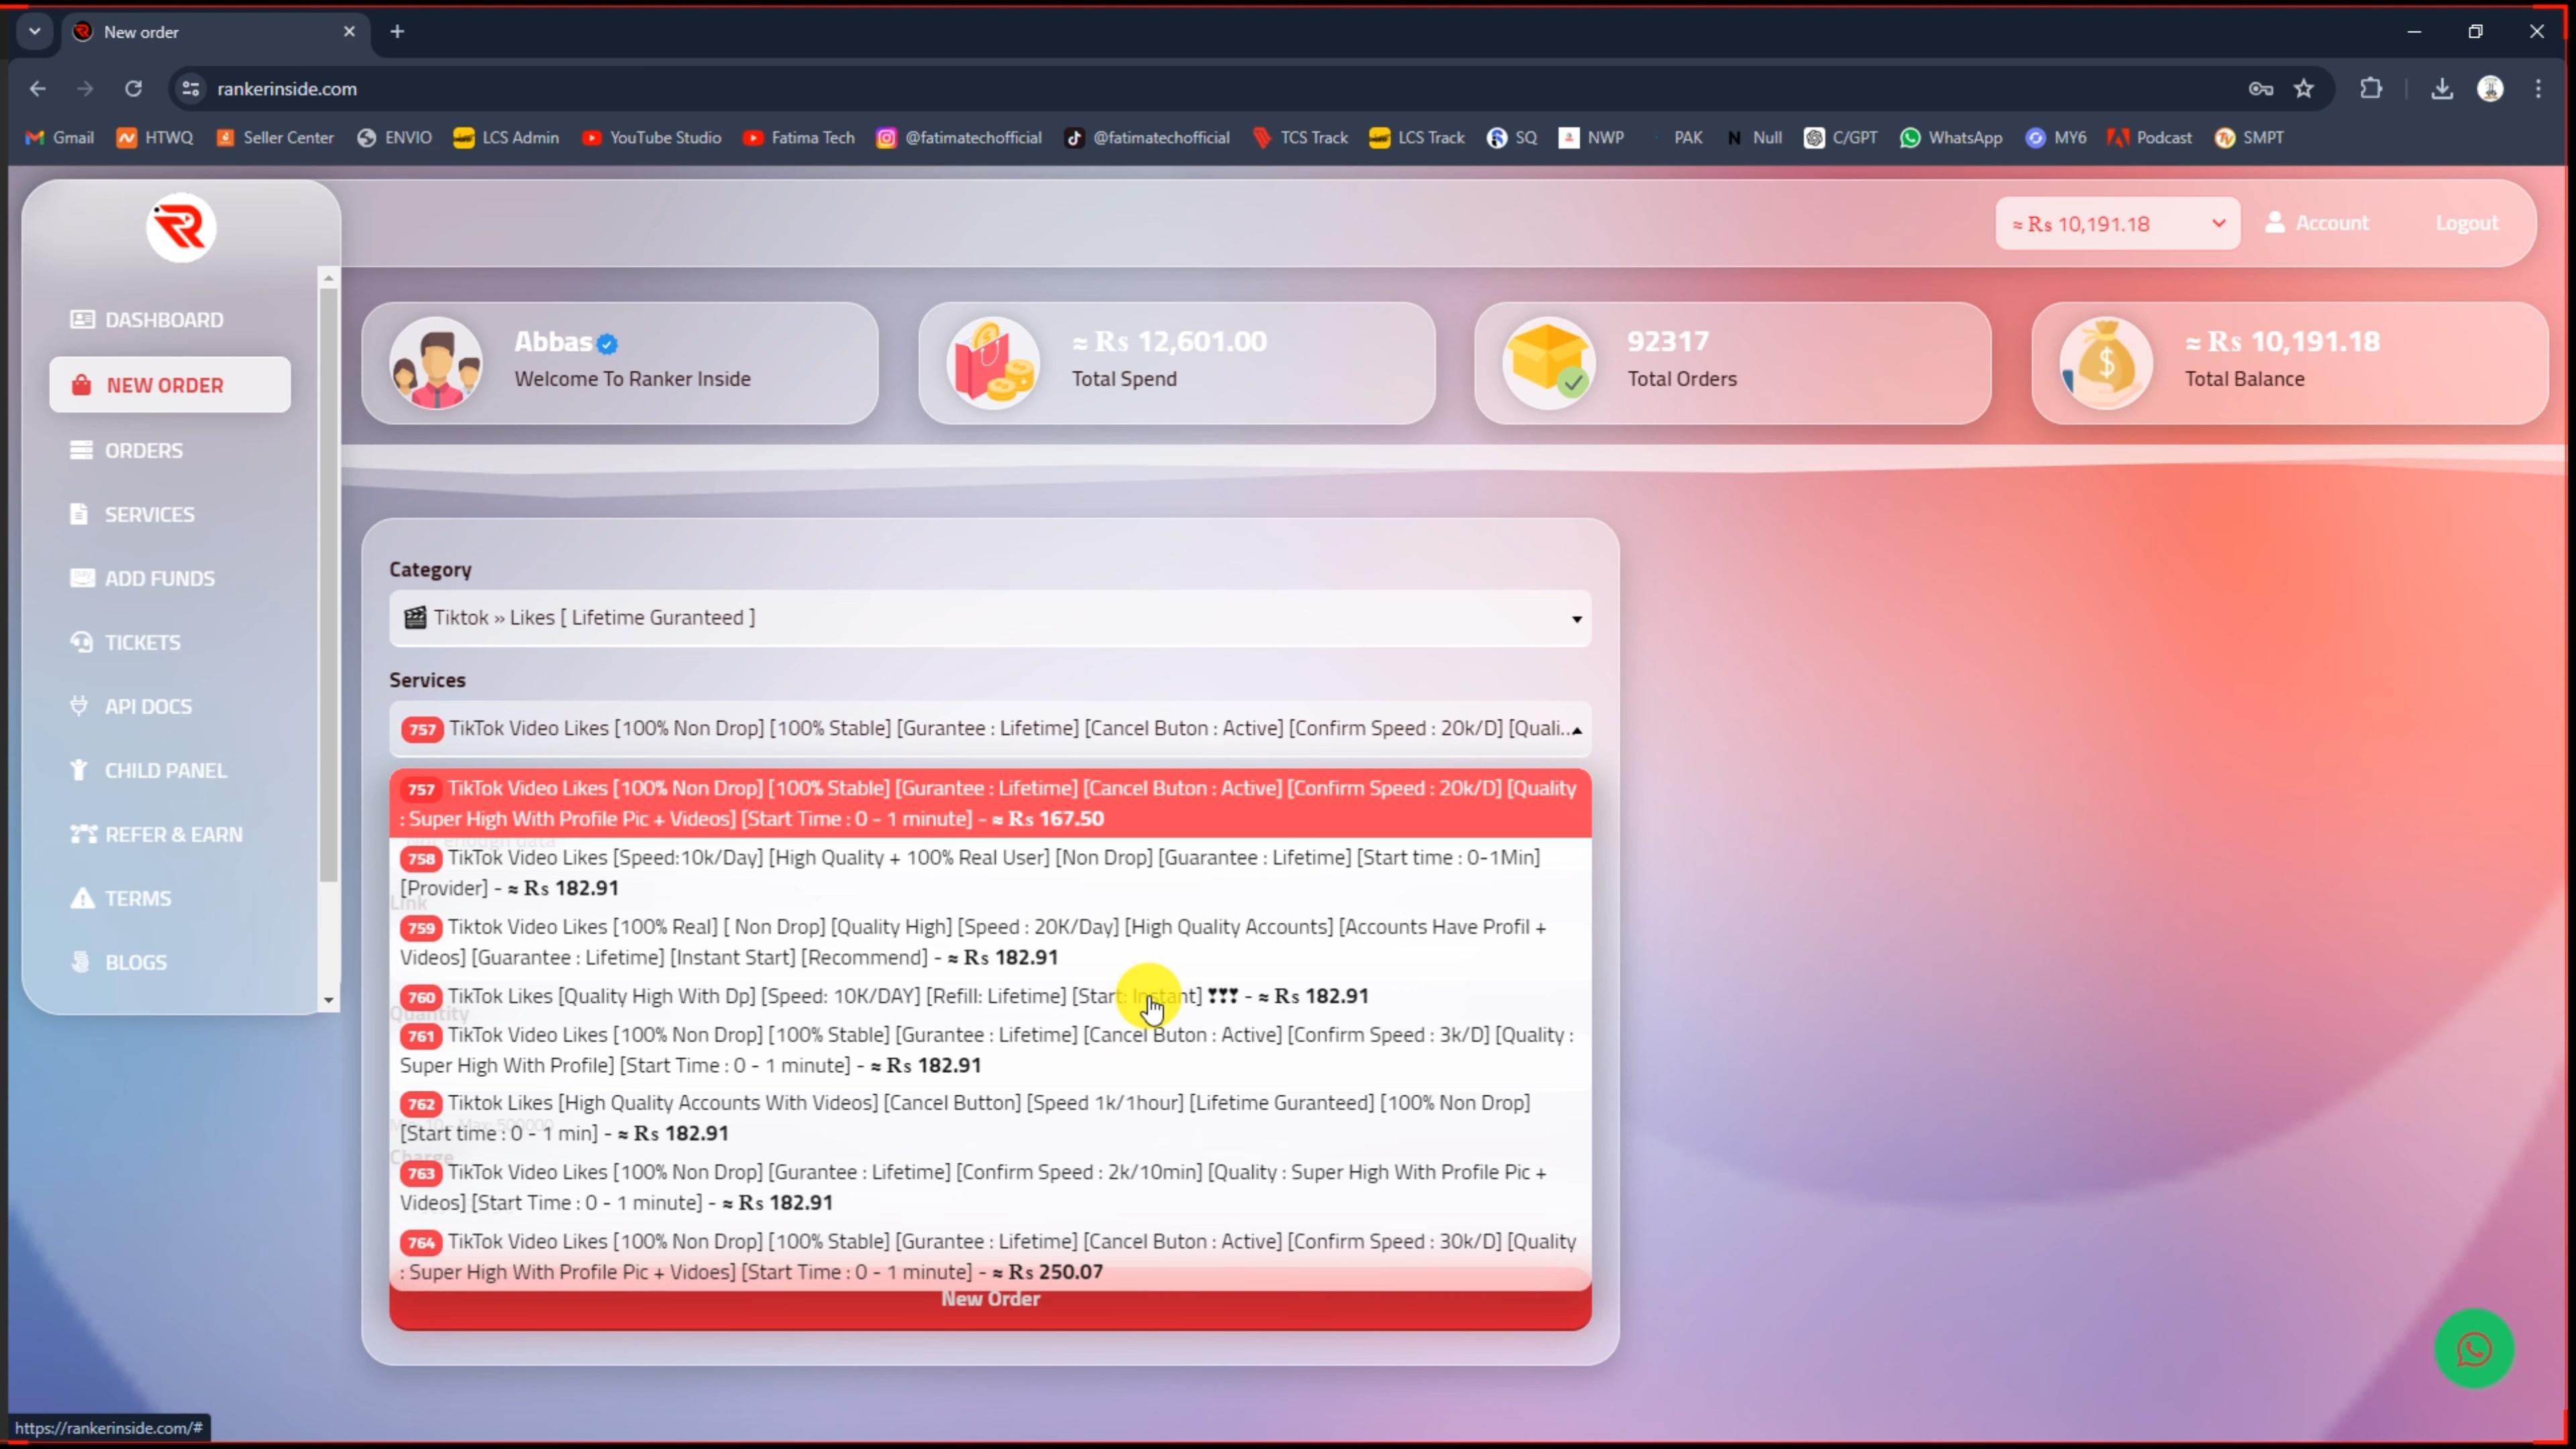 New order
rankerinside.com
Gmail HTWQ Seller Center ENVIO LCS Admin YouTube Studio Fatima Tech @fatimatechofficial @fatimatechofficial TCS Track LCS Track SQ NWP PAK Null C/GPT WhatsApp MY6 Podcast SMPT
≈ Rs 10,191.18 Account Logout
DASHBOARD
NEW ORDER
ORDERS
SERVICES
ADD FUNDS
TICKETS
API DOCS
CHILD PANEL
REFER & EARN
TERMS
BLOGS
Abbas
Welcome To Ranker Inside
≈ Rs 12,601.00
Total Spend
92317
Total Orders
≈ Rs 10,191.18
Total Balance
Category
Tiktok » Likes [ Lifetime Guranteed ]
Services
757 TikTok Video Likes [100% Non Drop] [100% Stable] [Gurantee : Lifetime] [Cancel Buton : Active] [Confirm Speed : 20k/D] [Quali...
757 TikTok Video Likes [100% Non Drop] [100% Stable] [Gurantee : Lifetime] [Cancel Buton : Active] [Confirm Speed : 20k/D] [Quality
: Super High With Profile Pic + Videos] [Start Time : 0 - 1 minute] - ≈ Rs 167.50
Not enough data
758 TikTok Video Likes [Speed:10k/Day] [High Quality + 100% Real User] [Non Drop] [Guarantee : Lifetime] [Start time : 0-1Min]
[Provider] - ≈ Rs 182.91
Link
759 Tiktok Video Likes [100% Real] [ Non Drop] [Quality High] [Speed : 20K/Day] [High Quality Accounts] [Accounts Have Profil +
Videos] [Guarantee : Lifetime] [Instant Start] [Recommend] - ≈ Rs 182.91
760 TikTok Likes [Quality High With Dp] [Speed: 10K/DAY] [Refill: Lifetime] [Start: Instant] ❣❣❣ - ≈ Rs 182.91
Quantity
761 TikTok Video Likes [100% Non Drop] [100% Stable] [Gurantee : Lifetime] [Cancel Buton : Active] [Confirm Speed : 3k/D] [Quality :
Super High With Profile] [Start Time : 0 - 1 minute] - ≈ Rs 182.91
762 Tiktok Likes [High Quality Accounts With Videos] [Cancel Button] [Speed 1k/1hour] [Lifetime Guranteed] [100% Non Drop]
[Start time : 0 - 1 min] - ≈ Rs 182.91
Charge
763 TikTok Video Likes [100% Non Drop] [Gurantee : Lifetime] [Confirm Speed : 2k/10min] [Quality : Super High With Profile Pic +
Videos] [Start Time : 0 - 1 minute] - ≈ Rs 182.91
764 TikTok Video Likes [100% Non Drop] [100% Stable] [Gurantee : Lifetime] [Cancel Buton : Active] [Confirm Speed : 30k/D] [Quality
: Super High With Profile Pic + Vidoes] [Start Time : 0 - 1 minute] - ≈ Rs 250.07
New Order
https://rankerinside.com/#